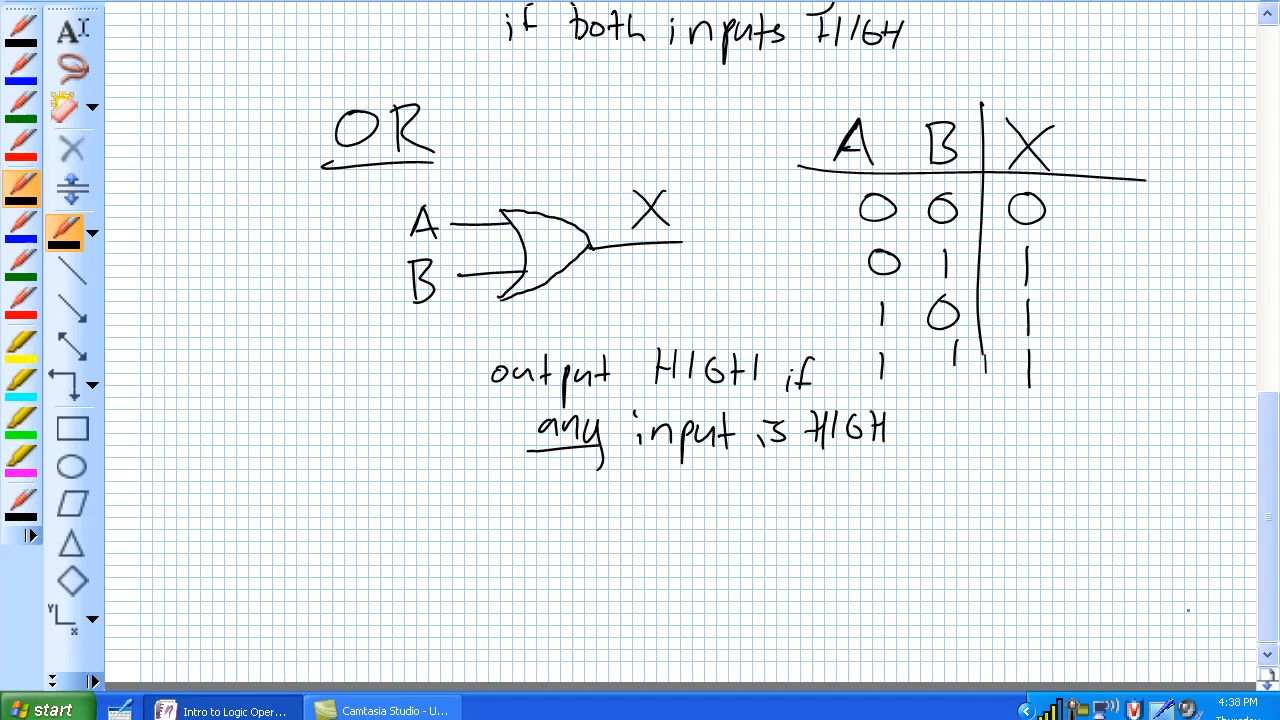 if both inputs HIGH
OR
A B X
0 0 0
0 1 1
1 0 1
1 1 1
A
B
X
output HIGH if
any input is HIGH
start
Intro to Logic Oper...
Camtasia Studio - U...
4:38 PM
Thursday